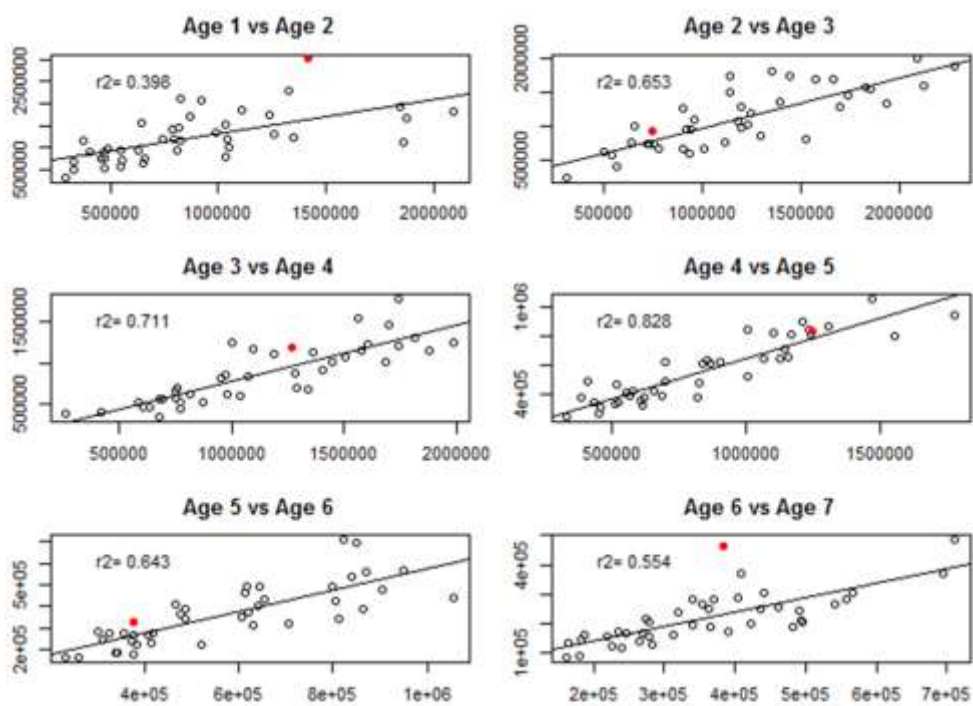 Age 1 vs Age 2
r2= 0.398
500000 2500000
500000 1000000 1500000 2000000
Age 2 vs Age 3
r2= 0.653
500000 2000000
500000 1000000 1500000 2000000
Age 3 vs Age 4
r2= 0.711
500000 1500000
500000 1000000 1500000 2000000
Age 4 vs Age 5
r2= 0.828
4e+05 1e+06
500000 1000000 1500000
Age 5 vs Age 6
r2= 0.643
2e+05 5e+05
4e+05 6e+05 8e+05 1e+06
Age 6 vs Age 7
r2= 0.554
1e+05 4e+05
2e+05 3e+05 4e+05 5e+05 6e+05 7e+05